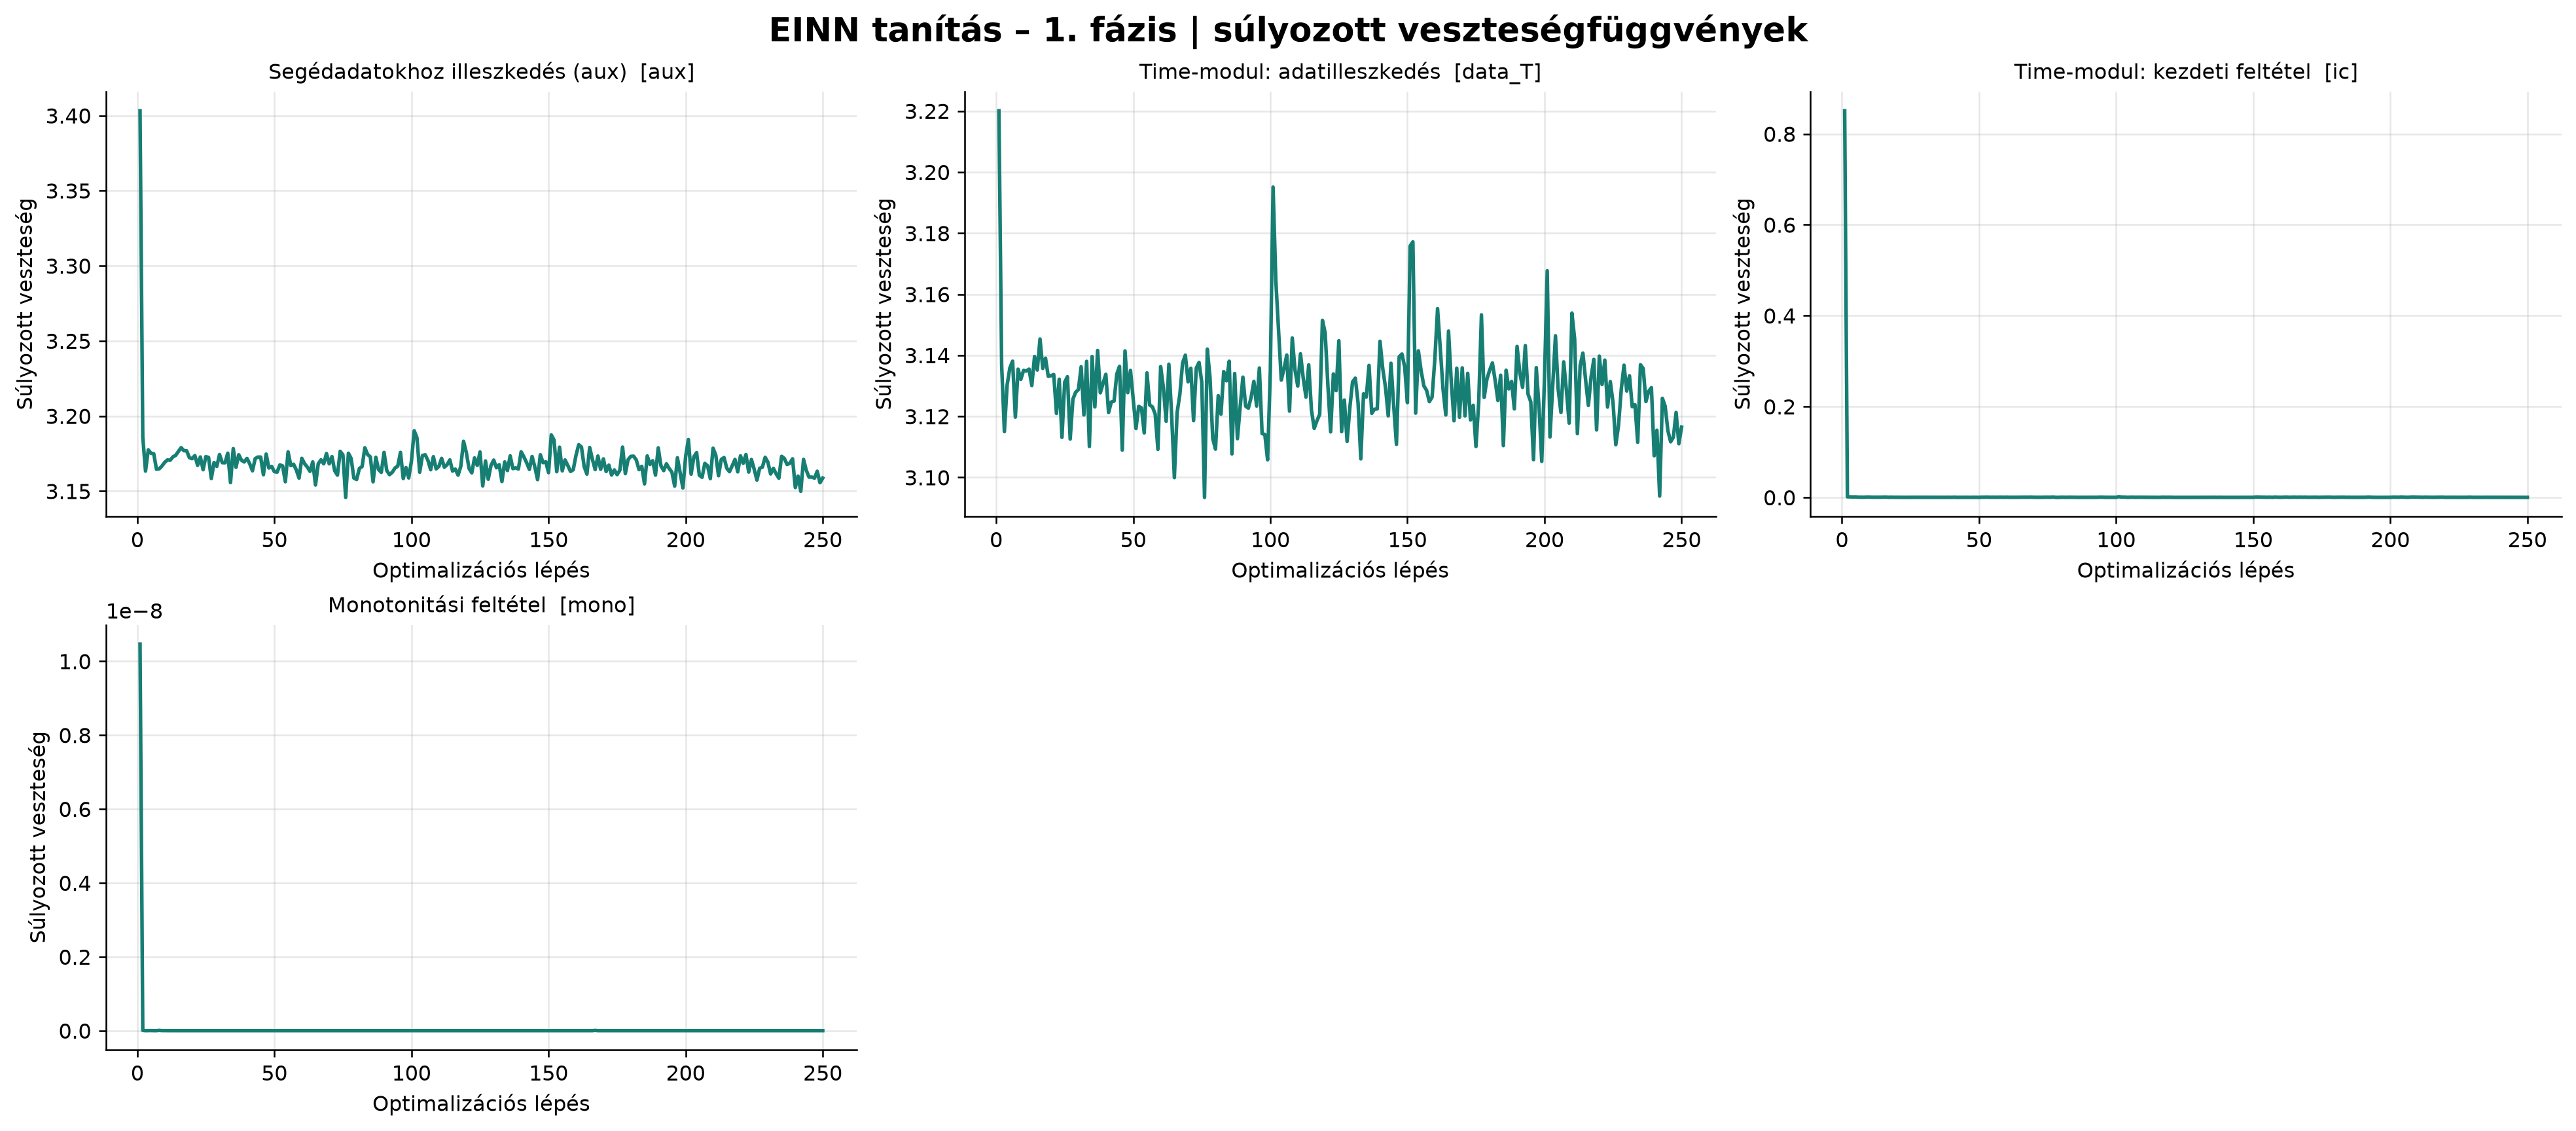 EINN tanítás – 1. fázis | súlyozott veszteségfüggvények
Segédadatokhoz illeszkedés (aux)  [aux]
Súlyozott veszteség
3.40
3.35
3.30
3.25
3.20
3.15
0 50 100 150 200 250
Optimalizációs lépés
Time-modul: adatilleszkedés  [data_T]
Súlyozott veszteség
3.22
3.20
3.18
3.16
3.14
3.12
3.10
0 50 100 150 200 250
Optimalizációs lépés
Time-modul: kezdeti feltétel  [ic]
Súlyozott veszteség
0.8
0.6
0.4
0.2
0.0
0 50 100 150 200 250
Optimalizációs lépés
Monotonitási feltétel  [mono]
1e−8
Súlyozott veszteség
1.0
0.8
0.6
0.4
0.2
0.0
0 50 100 150 200 250
Optimalizációs lépés